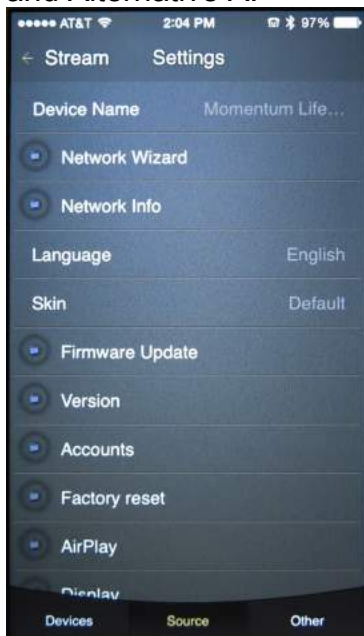 AT&T 2:04 PM 97%
← Stream Settings
Device Name Momentum Life...
Network Wizard
Network Info
Language English
Skin Default
Firmware Update
Version
Accounts
Factory reset
AirPlay
Display
Devices Source Other